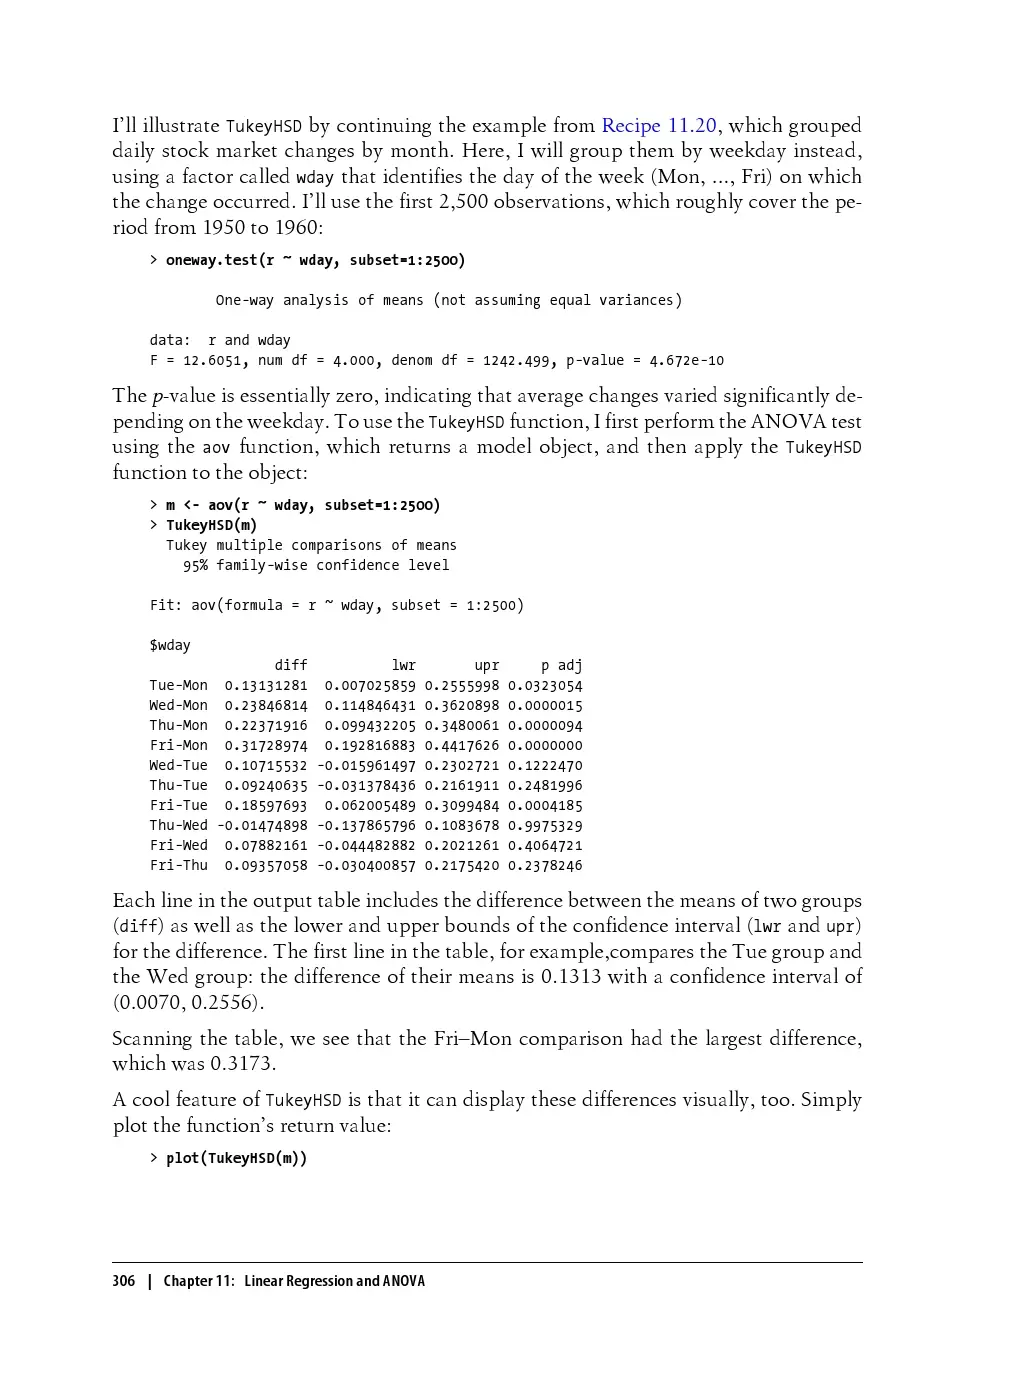 I'll illustrate TukeyHSD by continuing the example from Recipe 11.20, which grouped
daily stock market changes by month. Here, I will group them by weekday instead,
using a factor called wday that identifies the day of the week (Mon, ..., Fri) on which
the change occurred. I'll use the first 2,500 observations, which roughly cover the pe-
riod from 1950 to 1960:
> oneway.test(r ~ wday, subset=1:2500)
One-way analysis of means (not assuming equal variances)
data:  r and wday
F = 12.6051, num df = 4.000, denom df = 1242.499, p-value = 4.672e-10
The p-value is essentially zero, indicating that average changes varied significantly de-
pending on the weekday. To use the TukeyHSD function, I first perform the ANOVA test
using the aov function, which returns a model object, and then apply the TukeyHSD
function to the object:
> m <- aov(r ~ wday, subset=1:2500)
> TukeyHSD(m)
Tukey multiple comparisons of means
95% family-wise confidence level
Fit: aov(formula = r ~ wday, subset = 1:2500)
$wday
diff lwr upr p adj
Tue-Mon 0.13131281 0.007025859 0.2555998 0.0323054
Wed-Mon 0.23846814 0.114846431 0.3620898 0.0000015
Thu-Mon 0.22371916 0.099432205 0.3480061 0.0000094
Fri-Mon 0.31728974 0.192816883 0.4417626 0.0000000
Wed-Tue 0.10715532 -0.015961497 0.2302721 0.1222470
Thu-Tue 0.09240635 -0.031378436 0.2161911 0.2481996
Fri-Tue 0.18597693 0.062005489 0.3099484 0.0004185
Thu-Wed -0.01474898 -0.137865796 0.1083678 0.9975329
Fri-Wed 0.07882161 -0.044482882 0.2021261 0.4064721
Fri-Thu 0.09357058 -0.030400857 0.2175420 0.2378246
Each line in the output table includes the difference between the means of two groups
(diff) as well as the lower and upper bounds of the confidence interval (lwr and upr)
for the difference. The first line in the table, for example,compares the Tue group and
the Wed group: the difference of their means is 0.1313 with a confidence interval of
(0.0070, 0.2556).
Scanning the table, we see that the Fri–Mon comparison had the largest difference,
which was 0.3173.
A cool feature of TukeyHSD is that it can display these differences visually, too. Simply
plot the function's return value:
> plot(TukeyHSD(m))
306 | Chapter 11: Linear Regression and ANOVA